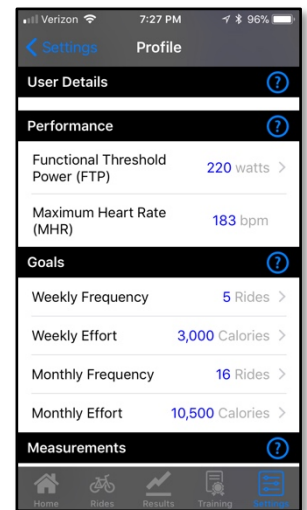 Verizon 7:27 PM 96%
Settings Profile
User Details
Performance
Functional Threshold
Power (FTP)
220 watts
Maximum Heart Rate
(MHR)
183 bpm
Goals
Weekly Frequency 5 Rides
Weekly Effort 3,000 Calories
Monthly Frequency 16 Rides
Monthly Effort 10,500 Calories
Measurements
Home Rides Results Training Settings